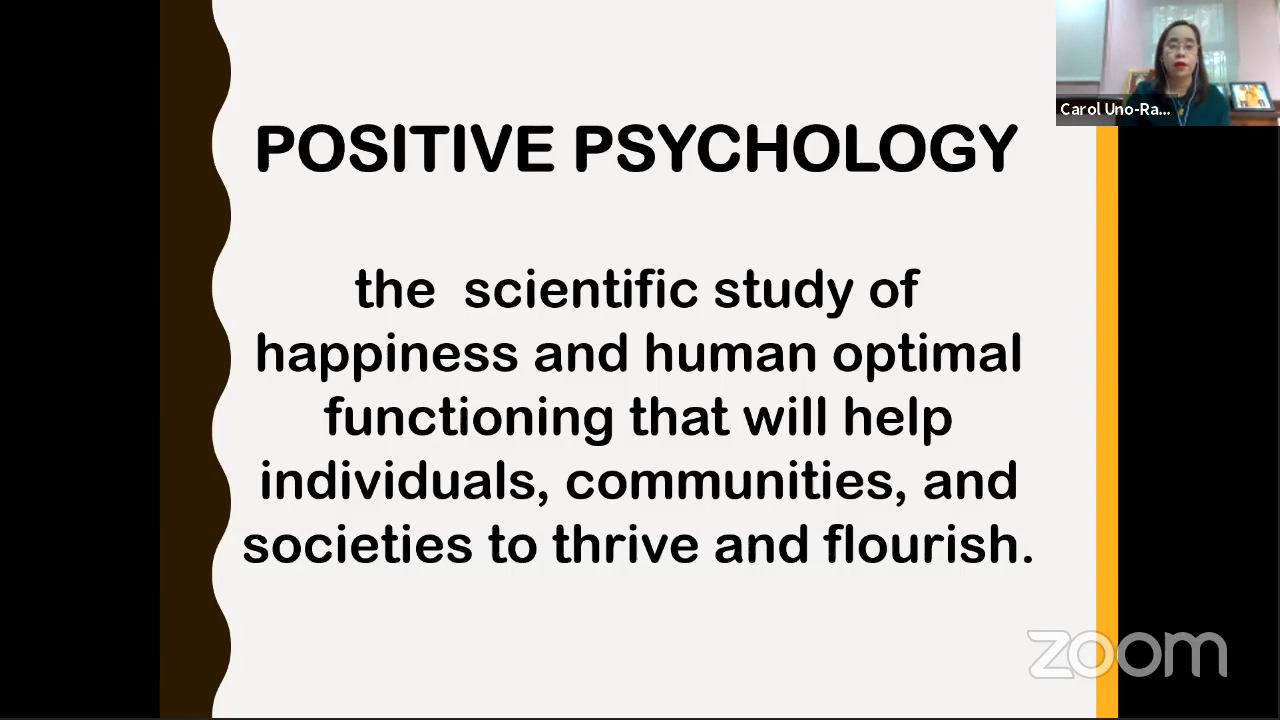 Carol Uno-Ra...
POSITIVE PSYCHOLOGY
the scientific study of
happiness and human optimal
functioning that will help
individuals, communities, and
societies to thrive and flourish.
zoom